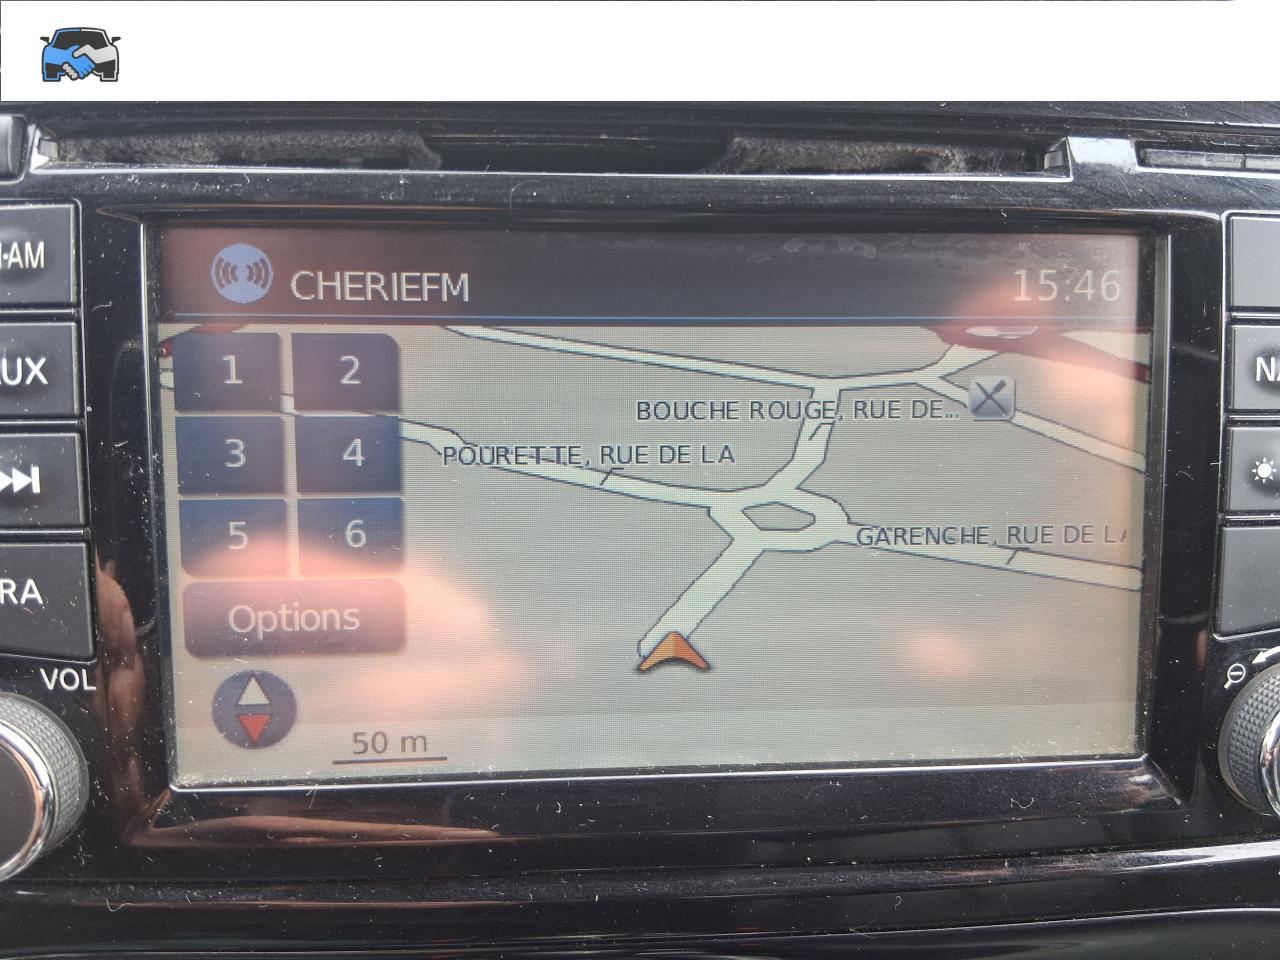 ·AM
CHERIEFM
15:46
1
2
UX
BOUCHE ROUGE, RUE DE...
3
4
POURETTE, RUE DE LA
5
6
GARENCHE, RUE DE L
RA
Options
VOL
50 m